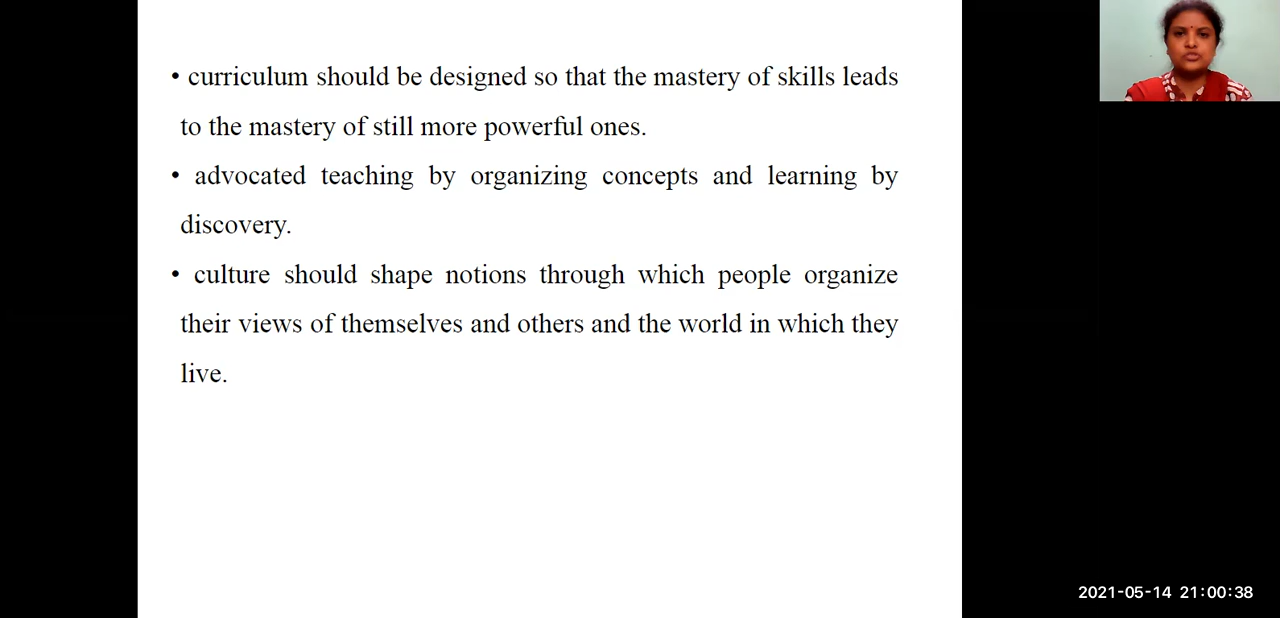 • curriculum should be designed so that the mastery of skills leads
to the mastery of still more powerful ones.
• advocated teaching by organizing concepts and learning by
discovery.
• culture should shape notions through which people organize
their views of themselves and others and the world in which they
live.
2021-05-14 21:00:38